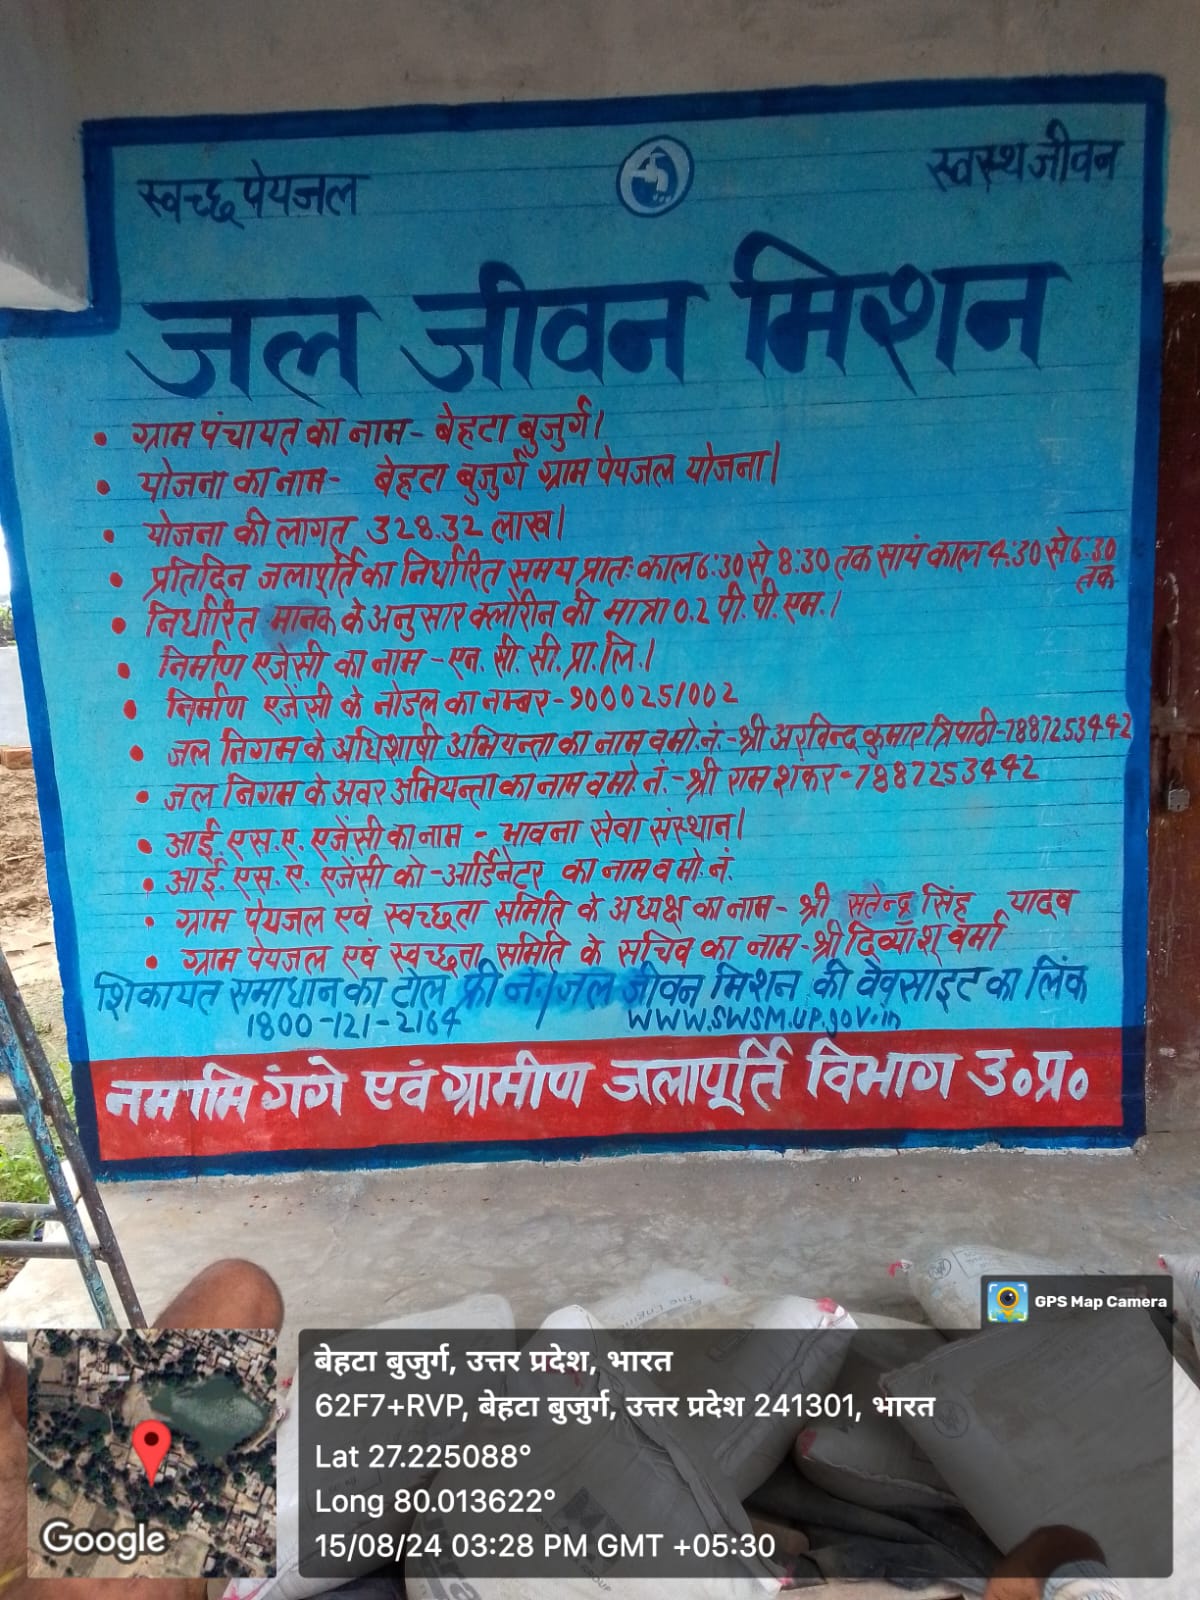 स्वच्छ पेयजल
स्वस्थ जीवन
जल जीवन मिशन
• ग्राम पंचायत का नाम - बेहटा बुजुर्ग।
• योजना का नाम - बेहटा बुजुर्ग ग्राम पेयजल योजना।
• योजना की लागत 328.32 लाख।
• प्रतिदिन जलापूर्ति का निर्धारित समय प्रातः काल 6:30 से 8:30 तक सायं काल 4:30 से 6:30
तक
• निर्धारित मानक के अनुसार क्लोरीन की मात्रा 0.2 पी. पी. एम.।
• निर्माण एजेंसी का नाम - एन. सी. सी. प्रा. लि.।
• निर्माण एजेंसी के नोडल का नम्बर - 9000251002
• जल निगम के अधिशाषी अभियन्ता का नाम व मो. नं. - श्री अरविन्द कुमार त्रिपाठी - 7887253442
• जल निगम के अवर अभियन्ता का नाम व मो. नं. - श्री राम शंकर - 7887253442
• आई. एस. ए. एजेंसी का नाम - भावना सेवा संस्थान।
• आई. एस. ए. एजेंसी को-आर्डिनेटर का नाम व मो. नं.
• ग्राम पेयजल एवं स्वच्छता समिति के अध्यक्ष का नाम - श्री सतेन्द्र सिंह यादव
• ग्राम पेयजल एवं स्वच्छता समिति के सचिव का नाम - श्री दिव्याँश वर्मा
शिकायत समाधान का टोल फ्री नं./जल जीवन मिशन की वेवसाइट का लिंक
1800-121-2164 / www.swsm.up.gov.in
नमामि गंगे एवं ग्रामीण जलापूर्ति विभाग उ॰प्र॰
GPS Map Camera
बेहटा बुजुर्ग, उत्तर प्रदेश, भारत
62F7+RVP, बेहटा बुजुर्ग, उत्तर प्रदेश 241301, भारत
Lat 27.225088°
Long 80.013622°
15/08/24 03:28 PM GMT +05:30
Google